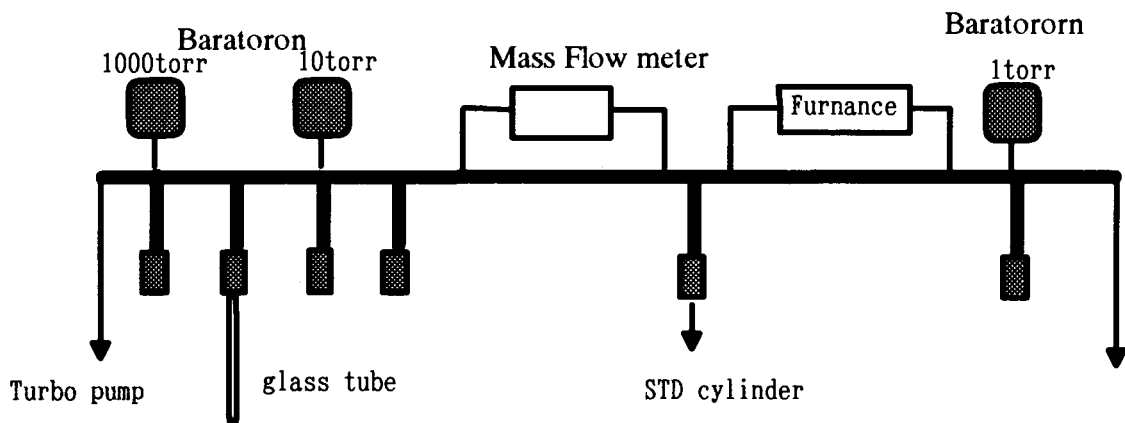 Baratoron
1000torr
10torr
Mass Flow meter
Furnance
Baratororn
1torr
Turbo pump
glass tube
STD cylinder